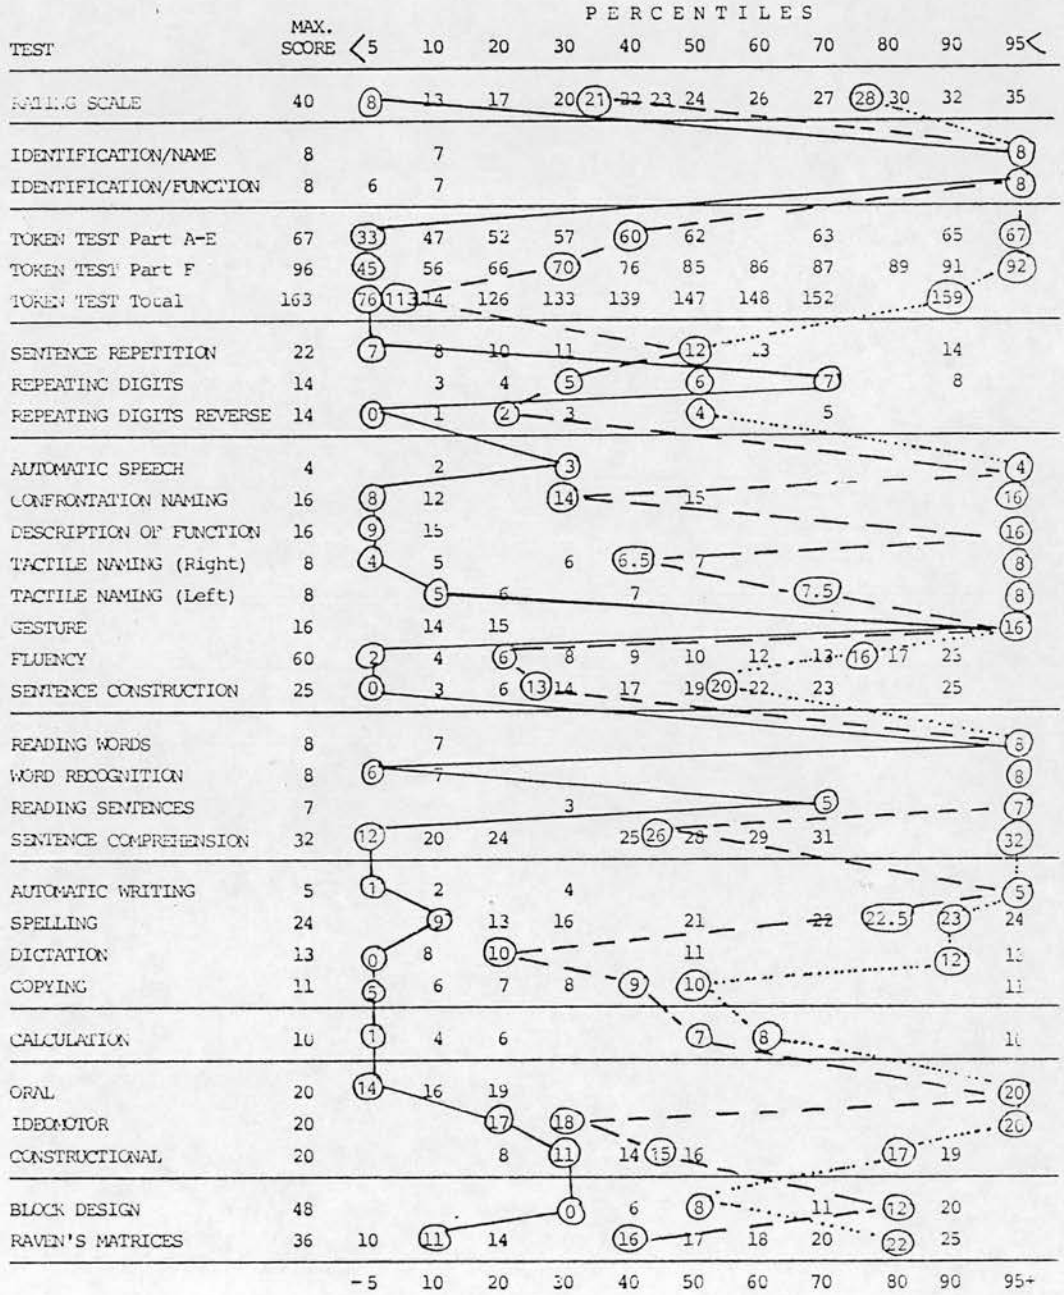 PERCENTILES
MAX.
TEST SCORE <5 10 20 30 40 50 60 70 80 90 95<
RATING SCALE 40 8 13 17 20 21 22 23 24 26 27 28 30 32 35
IDENTIFICATION/NAME 8 7 8
IDENTIFICATION/FUNCTION 8 6 7 8
TOKEN TEST Part A-E 67 33 47 52 57 60 62 63 65 67
TOKEN TEST Part F 96 45 56 66 70 76 85 86 87 89 91 92
TOKEN TEST Total 163 76 113 14 126 133 139 147 148 152 159
SENTENCE REPETITION 22 7 8 10 11 12 13 14
REPEATING DIGITS 14 3 4 5 6 7 8
REPEATING DIGITS REVERSE 14 0 1 2 3 4 5
AUTOMATIC SPEECH 4 2 3 4
CONFRONTATION NAMING 16 8 12 14 15 16
DESCRIPTION OF FUNCTION 16 9 15 16
TACTILE NAMING (Right) 8 4 5 6 6.5 7 8
TACTILE NAMING (Left) 8 5 6 7 7.5 8
GESTURE 16 14 15 16
FLUENCY 60 2 4 6 8 9 10 12 13 16 17 23
SENTENCE CONSTRUCTION 25 0 3 6 13 14 17 19 20 22 23 25
READING WORDS 8 7 8
WORD RECOGNITION 8 6 7 8
READING SENTENCES 7 3 5 7
SENTENCE COMPREHENSION 32 12 20 24 25 26 28 29 31 32
AUTOMATIC WRITING 5 1 2 4 5
SPELLING 24 9 13 16 21 22 22.5 23 24
DICTATION 13 0 8 10 11 12 13
COPYING 11 5 6 7 8 9 10 11
CALCULATION 10 1 4 6 7 8 10
ORAL 20 14 16 19 20
IDEOMOTOR 20 17 18 20
CONSTRUCTIONAL 20 8 11 14 15 16 17 19
BLOCK DESIGN 48 0 6 8 11 12 20
RAVEN'S MATRICES 36 10 11 14 16 17 18 20 22 25
-5 10 20 30 40 50 60 70 80 90 95+